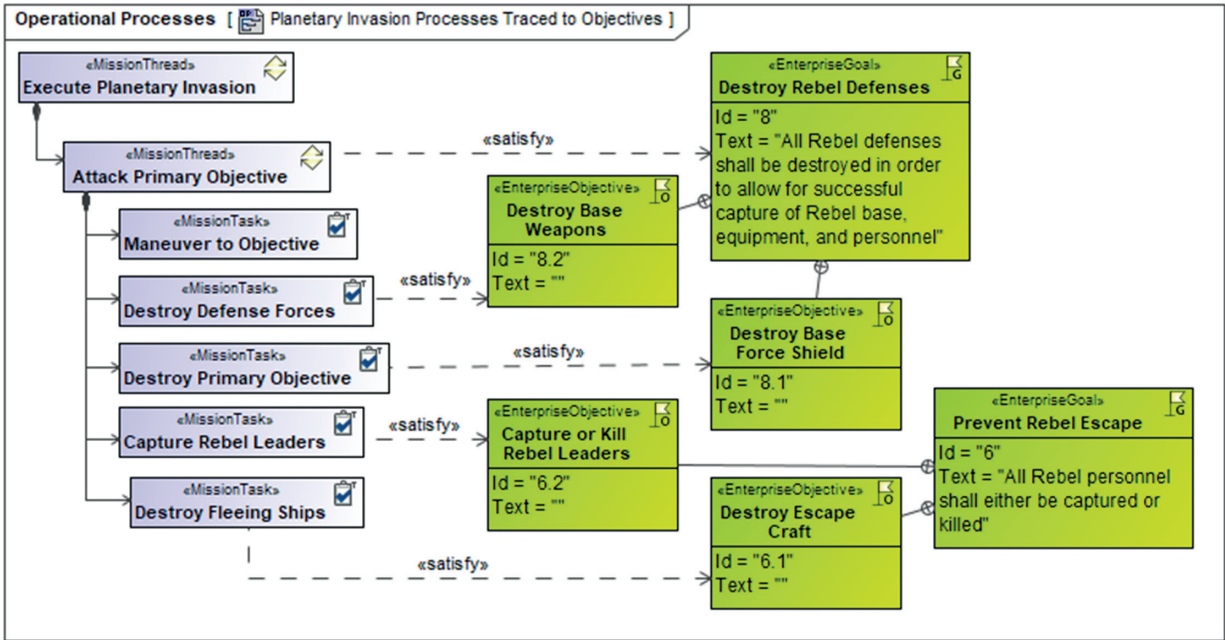 Operational Processes [ Planetary Invasion Processes Traced to Objectives ]
«MissionThread»
Execute Planetary Invasion
«MissionThread»
Attack Primary Objective
«MissionTask»
Maneuver to Objective
«MissionTask»
Destroy Defense Forces
«MissionTask»
Destroy Primary Objective
«MissionTask»
Capture Rebel Leaders
«MissionTask»
Destroy Fleeing Ships
«satisfy»
«satisfy»
«satisfy»
«satisfy»
«satisfy»
«EnterpriseObjective»
O
Destroy Base
Weapons
Id = "8.2"
Text = ""
«EnterpriseObjective»
O
Capture or Kill
Rebel Leaders
Id = "6.2"
Text = ""
«EnterpriseGoal»
G
Destroy Rebel Defenses
Id = "8"
Text = "All Rebel defenses
shall be destroyed in order
to allow for successful
capture of Rebel base,
equipment, and personnel"
«EnterpriseObjective»
O
Destroy Base
Force Shield
Id = "8.1"
Text = ""
«EnterpriseObjective»
O
Destroy Escape
Craft
Id = "6.1"
Text = ""
«EnterpriseGoal»
G
Prevent Rebel Escape
Id = "6"
Text = "All Rebel personnel
shall either be captured or
killed"